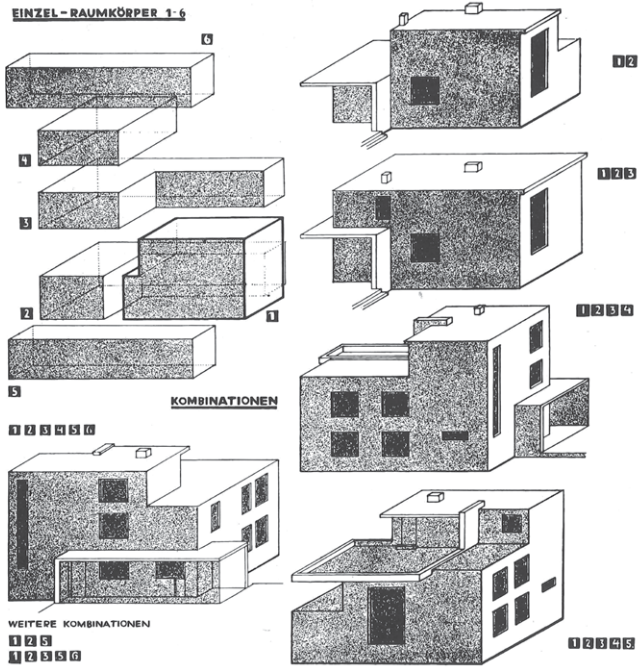 EINZEL-RAUMKÖRPER 1-6
6
4
3
2
1
5
KOMBINATIONEN
1 2 3 4 5 6
WEITERE KOMBINATIONEN
1 2 5
1 2 3 5 6
1 2
1 2 3
1 2 3 4
1 2 3 4 5